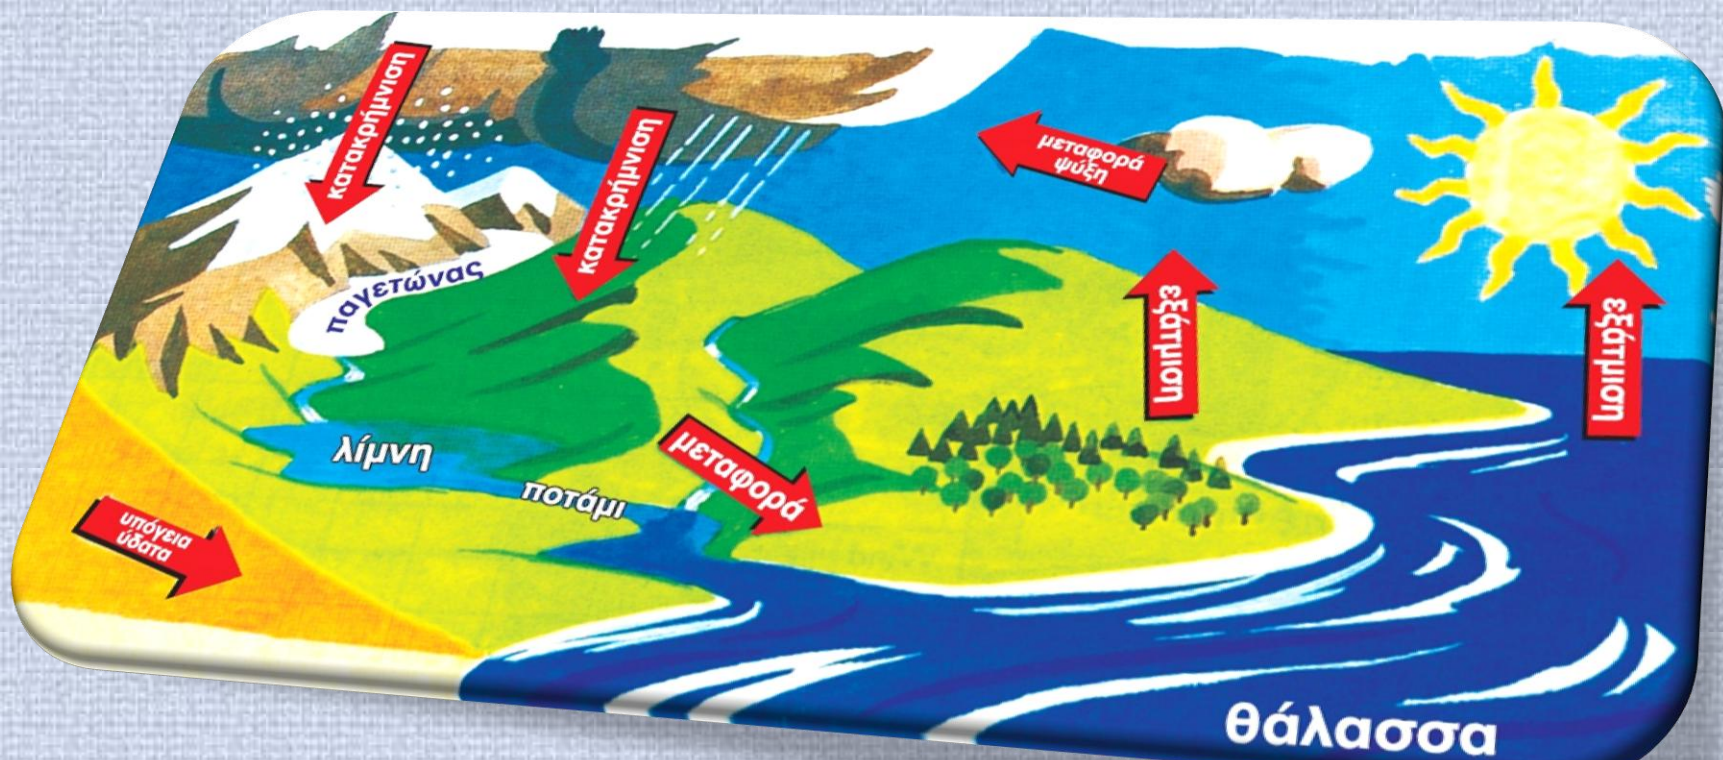 κατακρήμνιση
κατακρήμνιση
μεταφορά
ψύξη
παγετώνας
εξάτμιση
εξάτμιση
λίμνη
ποτάμι
μεταφορά
υπόγεια
ύδατα
θάλασσα